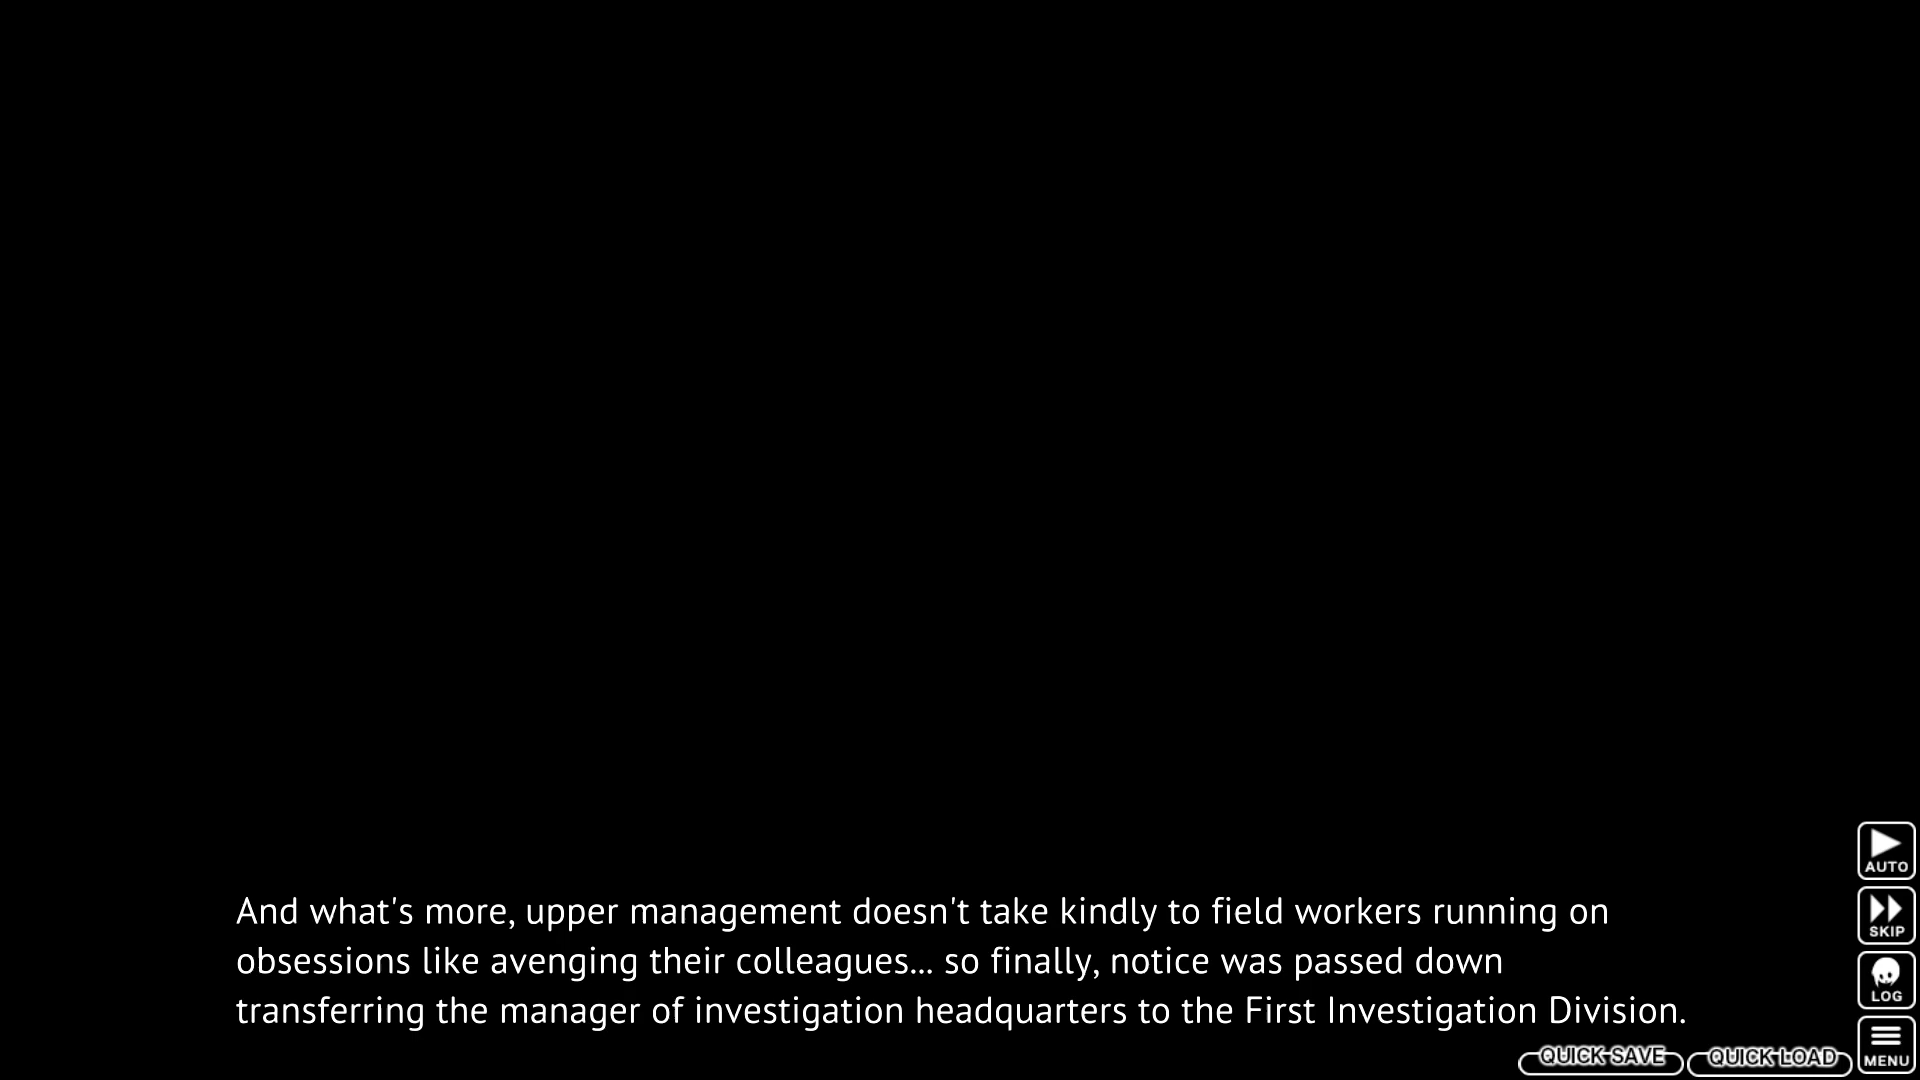 And what's more, upper management doesn't take kindly to field workers running on
obsessions like avenging their colleagues... so finally, notice was passed down
transferring the manager of investigation headquarters to the First Investigation Division.
AUTO
SKIP
LOG
MENU
QUICK SAVE
QUICK LOAD